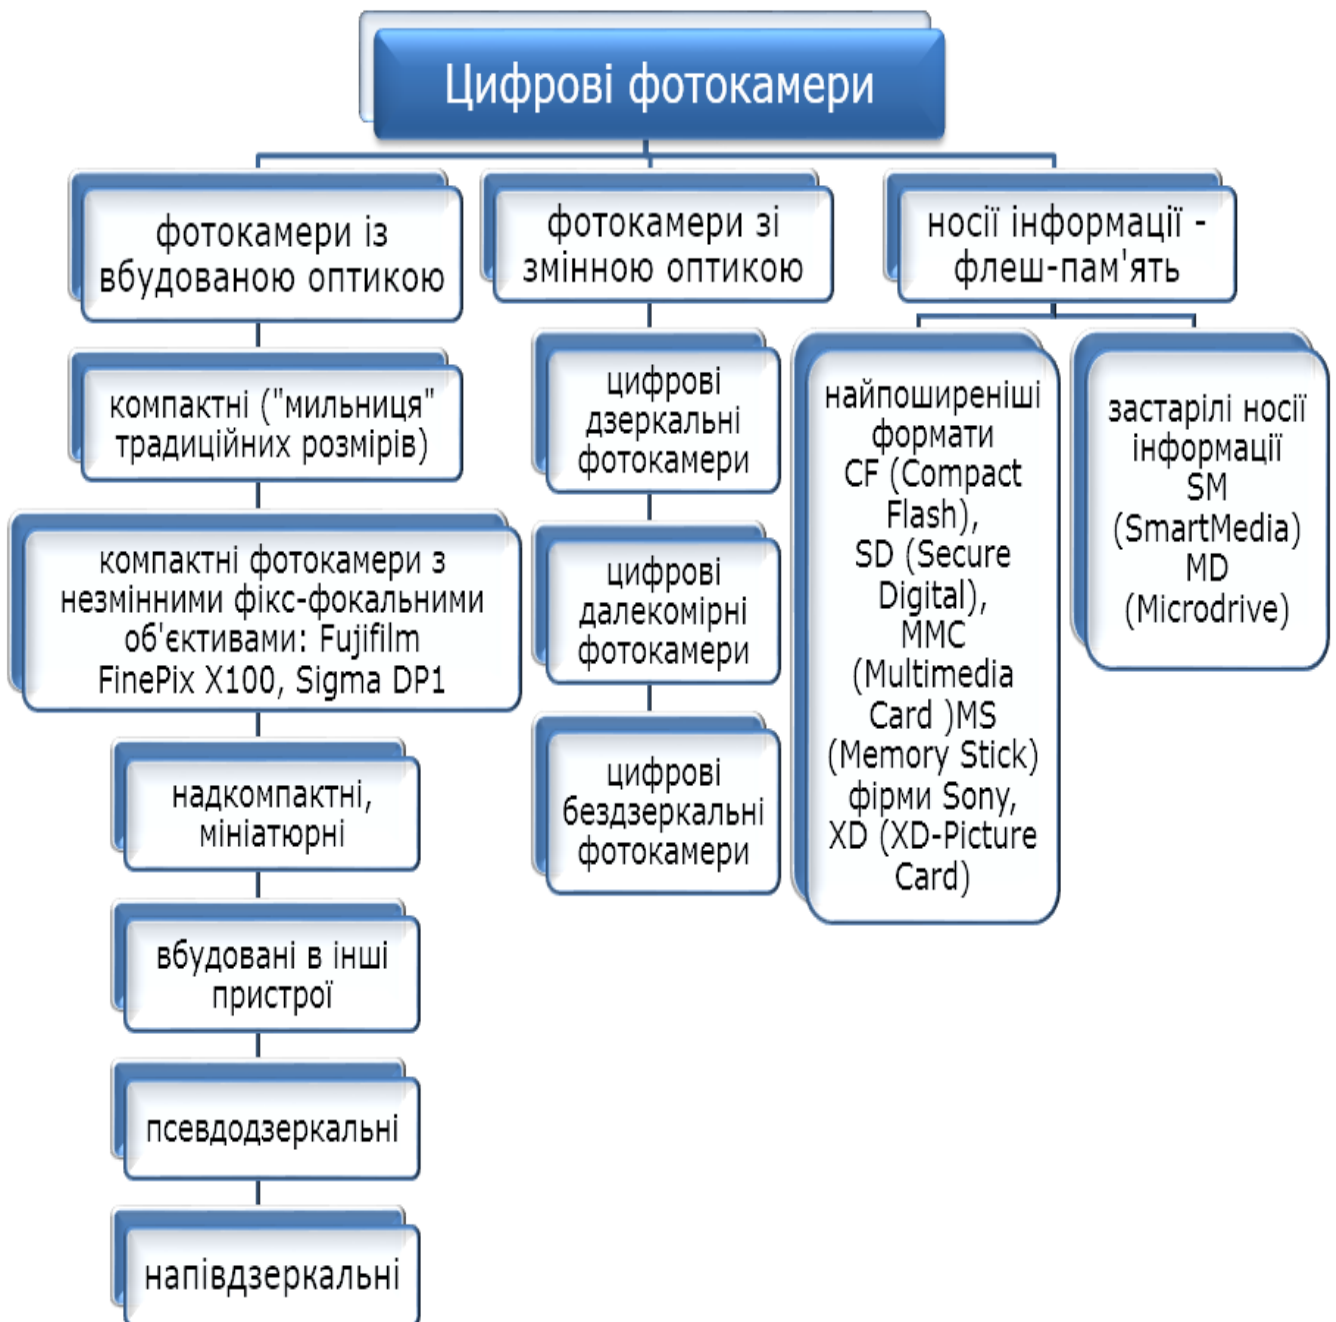 Цифрові фотокамери
фотокамери із
вбудованою оптикою
компактні ("мильниця"
традиційних розмірів)
компактні фотокамери з
незмінними фікс-фокальними
об'єктивами: Fujifilm
FinePix X100, Sigma DP1
надкомпактні,
мініатюрні
вбудовані в інші
пристрої
псевдодзеркальні
напівдзеркальні
фотокамери зі
змінною оптикою
цифрові
дзеркальні
фотокамери
цифрові
далекомірні
фотокамери
цифрові
бездзеркальні
фотокамери
носії інформації -
флеш-пам'ять
найпоширеніші
формати
CF (Compact
Flash),
SD (Secure
Digital),
MMC
(Multimedia
Card )MS
(Memory Stick)
фірми Sony,
XD (XD-Picture
Card)
застарілі носії
інформації
SM
(SmartMedia)
MD
(Microdrive)